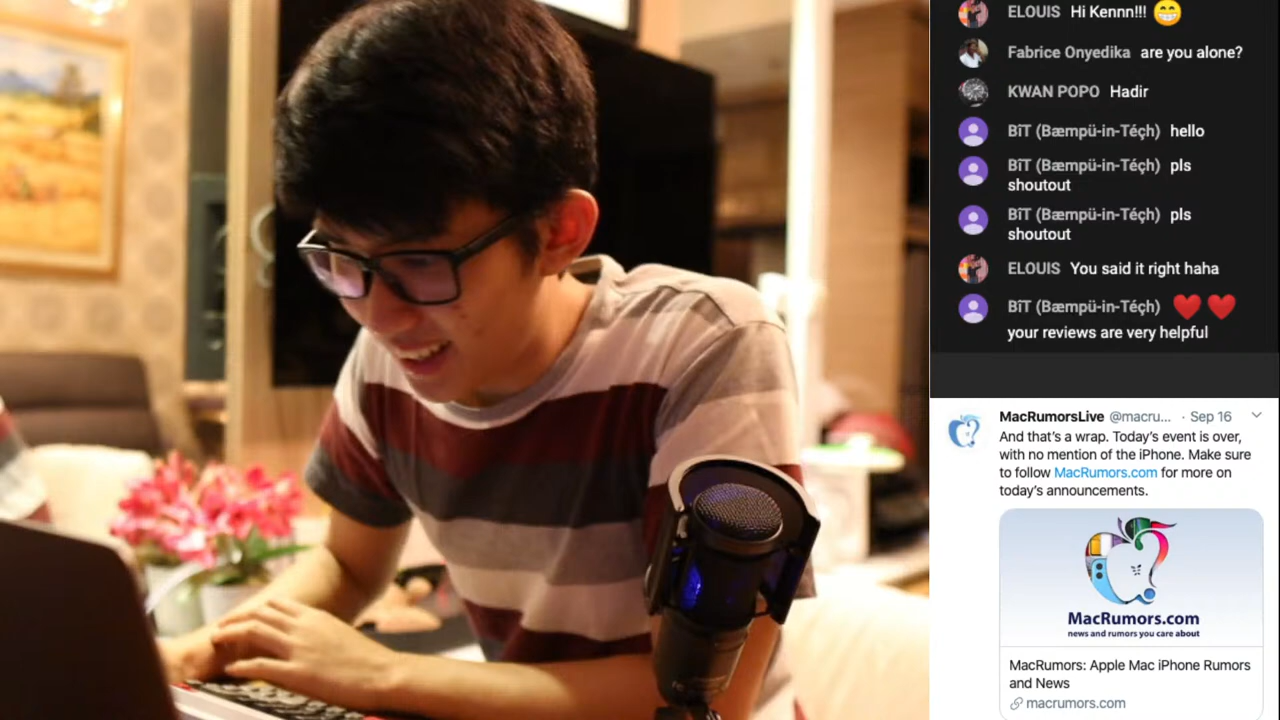 ELOUIS Hi Kennn!!! 😁
Fabrice Onyedika are you alone?
KWAN POPO Hadir
BîT (Bæmpü-in-Téçh) hello
BîT (Bæmpü-in-Téçh) pls
shoutout
BîT (Bæmpü-in-Téçh) pls
shoutout
ELOUIS You said it right haha
BîT (Bæmpü-in-Téçh) ❤️❤️
your reviews are very helpful
MacRumorsLive @macru... · Sep 16
And that's a wrap. Today's event is over,
with no mention of the iPhone. Make sure
to follow MacRumors.com for more on
today's announcements.
MacRumors.com
news and rumors you care about
MacRumors: Apple Mac iPhone Rumors
and News
macrumors.com